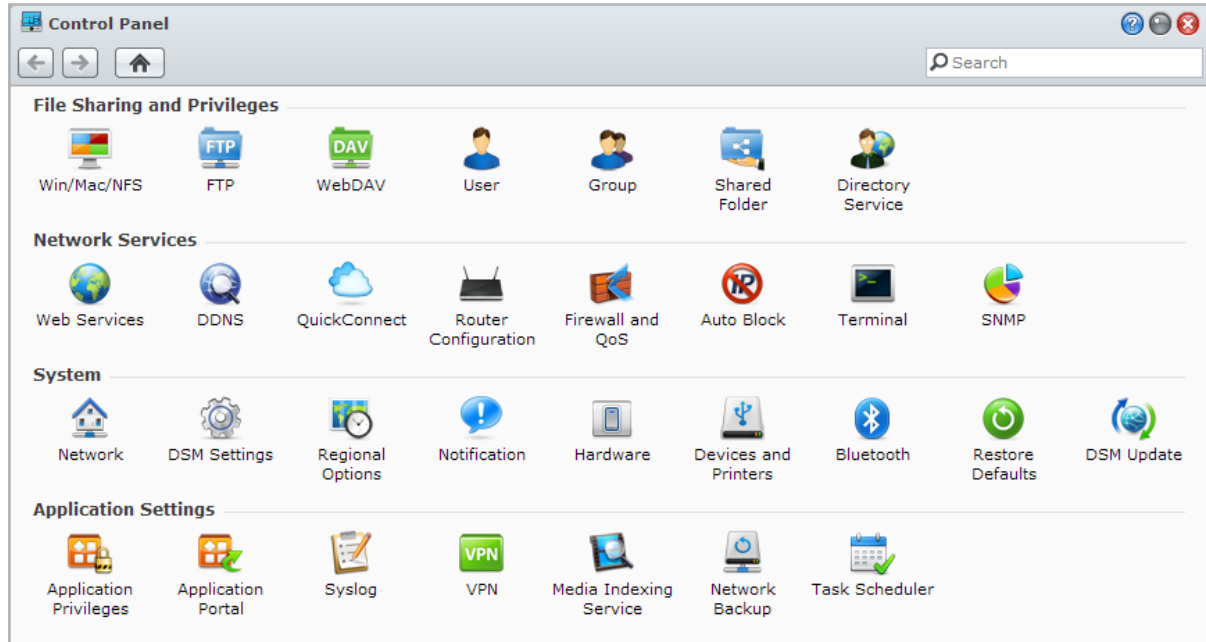 Control Panel
Search
File Sharing and Privileges
FTP
DAV
Win/Mac/NFS
FTP
WebDAV
User
Group
Shared
Folder
Directory
Service
Network Services
IP
Web Services
DDNS
QuickConnect
Router
Configuration
Firewall and
QoS
Auto Block
Terminal
SNMP
System
Network
DSM Settings
Regional
Options
Notification
Hardware
Devices and
Printers
Bluetooth
Restore
Defaults
DSM Update
Application Settings
VPN
Application
Privileges
Application
Portal
Syslog
VPN
Media Indexing
Service
Network
Backup
Task Scheduler